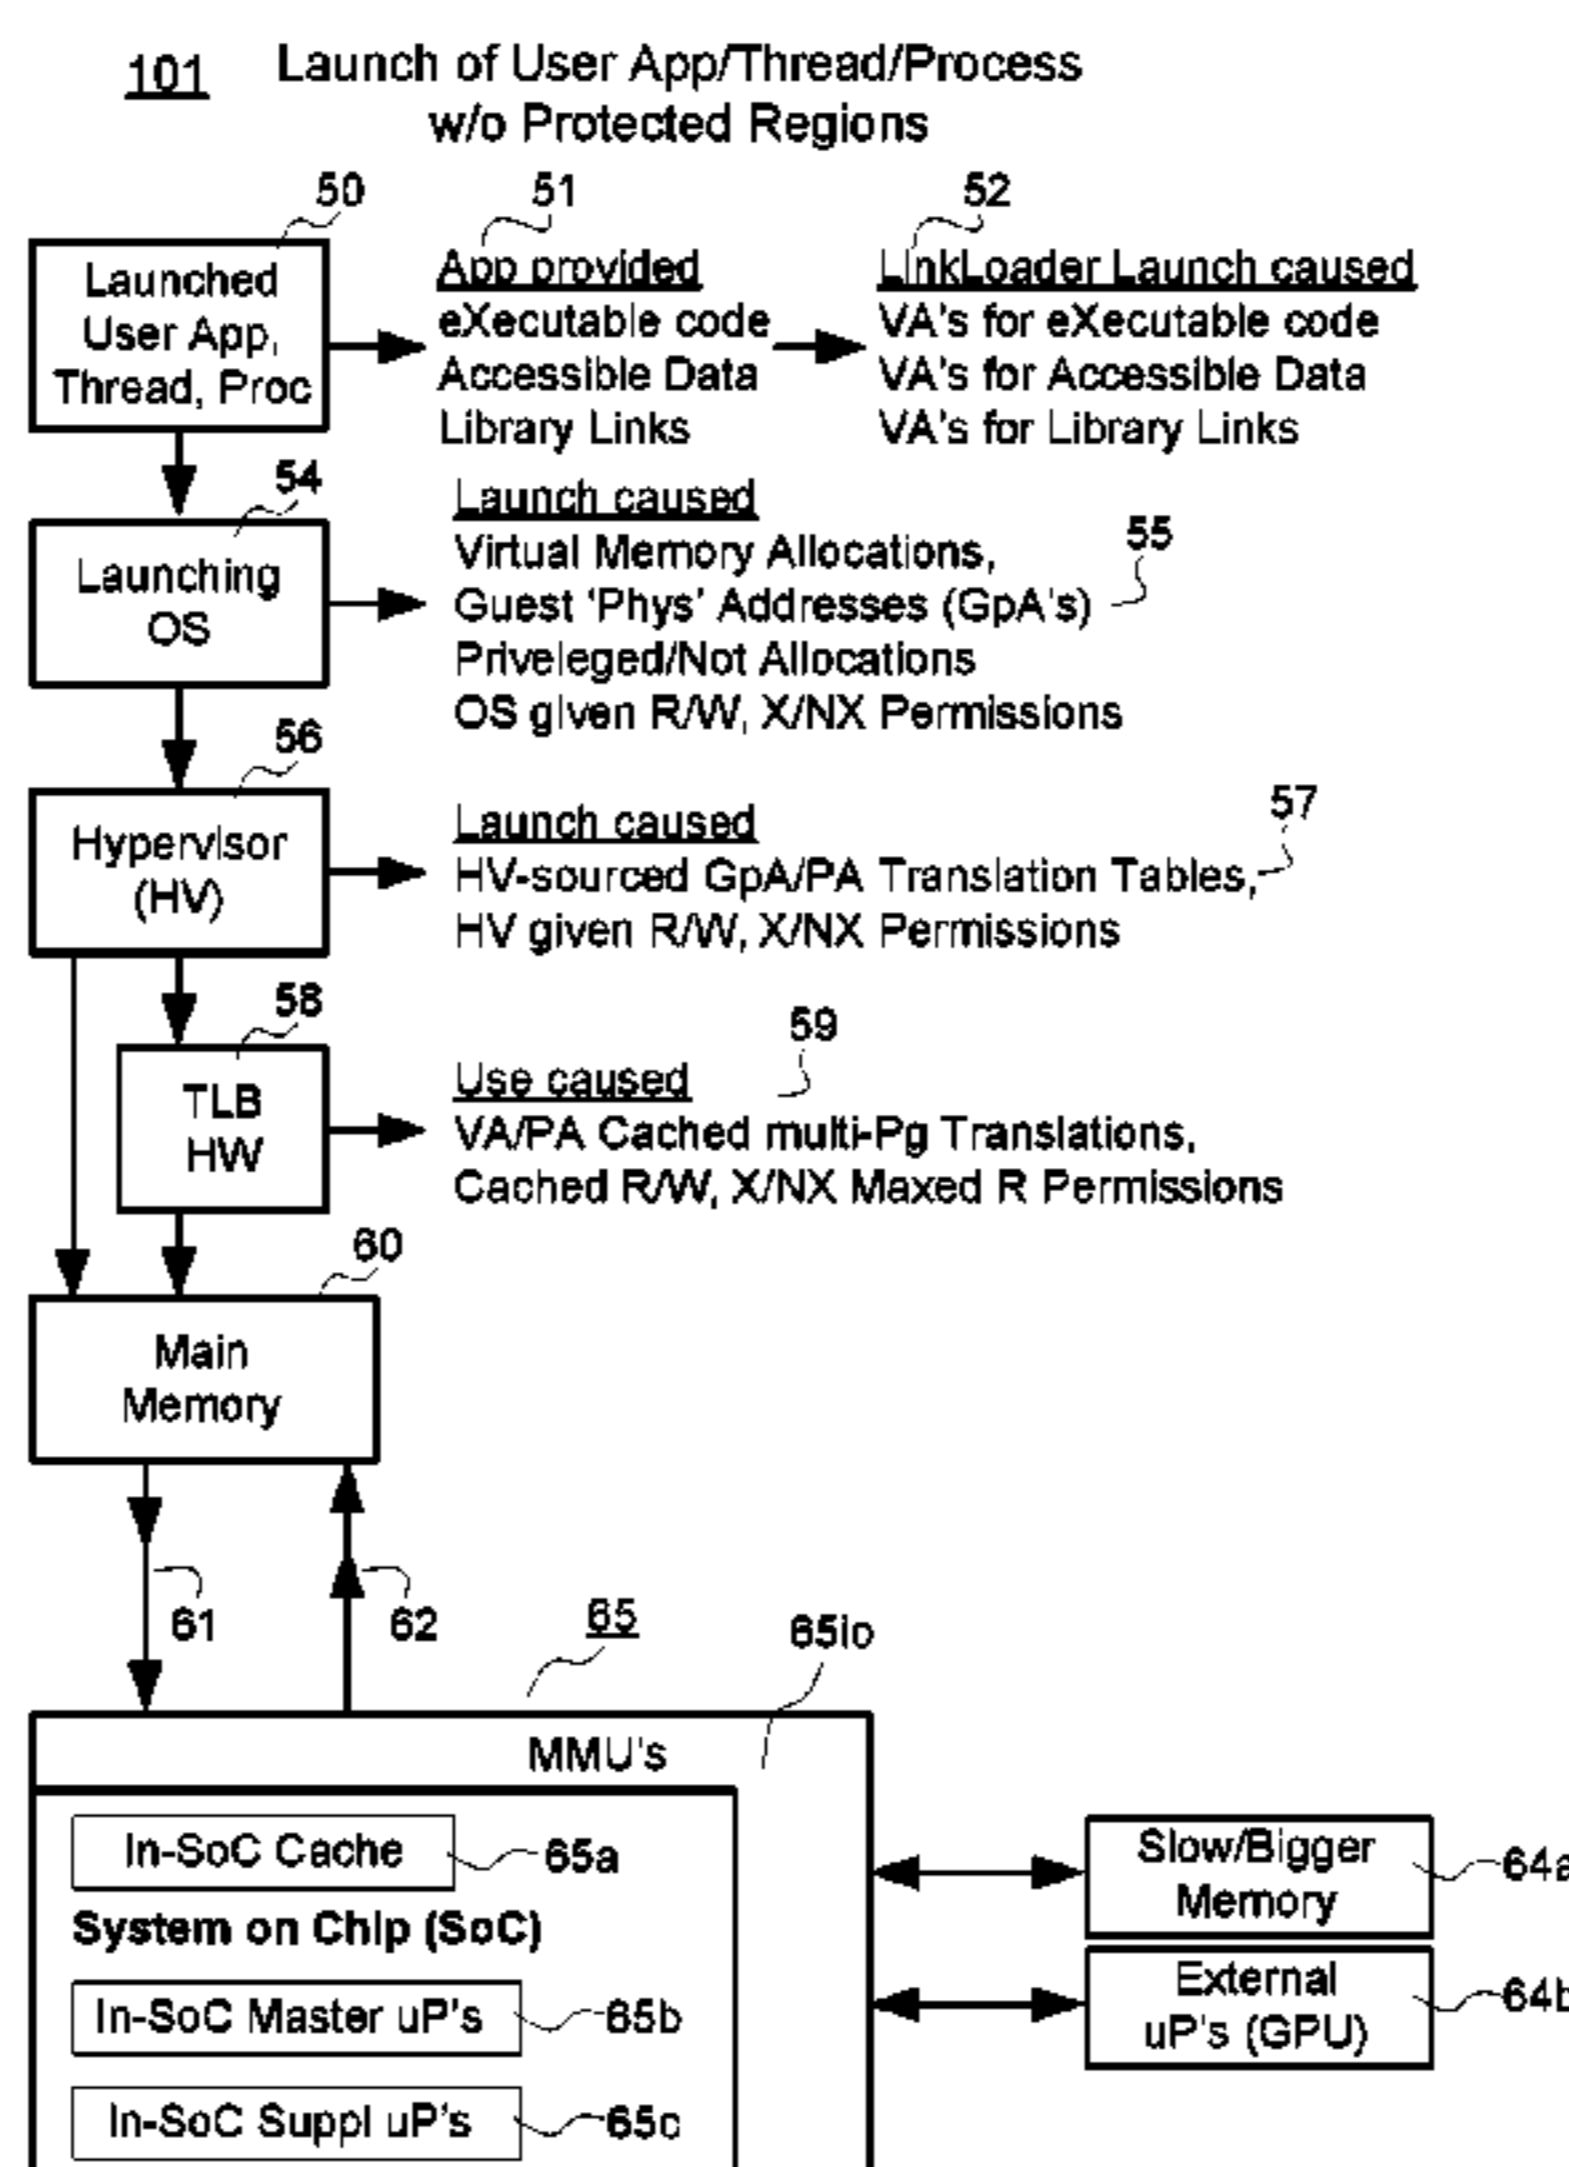 101 Launch of User App/Thread/Process
w/o Protected Regions
50
51
52
Launched
User App,
Thread, Proc
App provided
eXecutable code
Accessible Data
Library Links
LinkLoader Launch caused
VA's for eXecutable code
VA's for Accessible Data
VA's for Library Links
54
Launching
OS
Launch caused
Virtual Memory Allocations,
Guest 'Phys' Addresses (GpA's)
Priveleged/Not Allocations
OS given R/W, X/NX Permissions
55
56
Hypervisor
(HV)
Launch caused
HV-sourced GpA/PA Translation Tables,
HV given R/W, X/NX Permissions
57
58
TLB
HW
59
Use caused
VA/PA Cached multi-Pg Translations,
Cached R/W, X/NX Maxed R Permissions
60
Main
Memory
61
62
65
65io
MMU's
In-SoC Cache
65a
System on Chip (SoC)
In-SoC Master uP's
65b
In-SoC Suppl uP's
65c
Slow/Bigger
Memory
64a
External
uP's (GPU)
64b